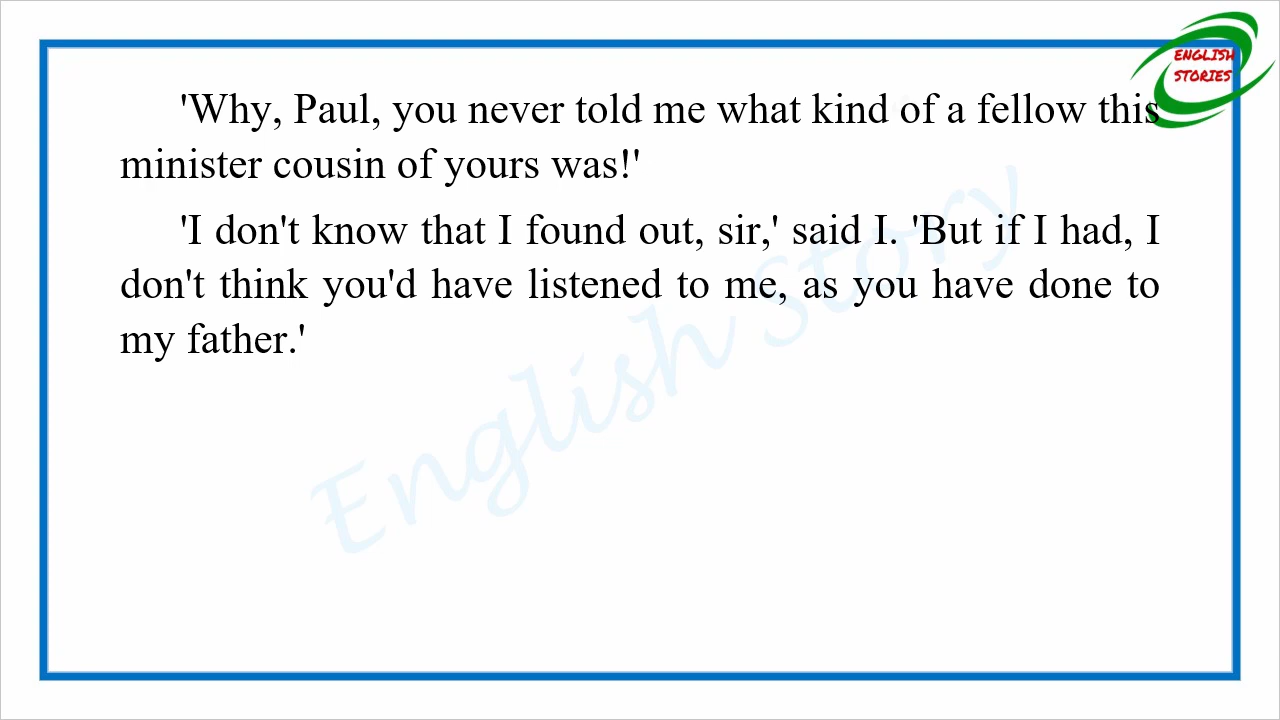 ENGLISH
STORIES
'Why, Paul, you never told me what kind of a fellow this
minister cousin of yours was!'
'I don't know that I found out, sir,' said I. 'But if I had, I
don't think you'd have listened to me, as you have done to
my father.'
English Story